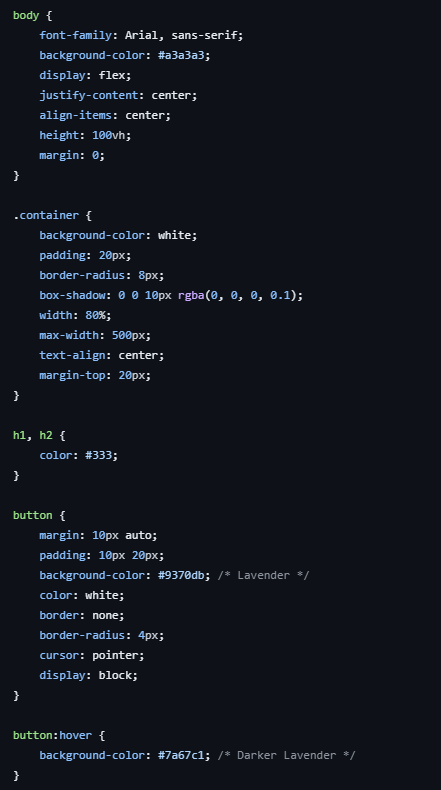 body {
    font-family: Arial, sans-serif;
    background-color: #a3a3a3;
    display: flex;
    justify-content: center;
    align-items: center;
    height: 100vh;
    margin: 0;
}

.container {
    background-color: white;
    padding: 20px;
    border-radius: 8px;
    box-shadow: 0 0 10px rgba(0, 0, 0, 0.1);
    width: 80%;
    max-width: 500px;
    text-align: center;
    margin-top: 20px;
}

h1, h2 {
    color: #333;
}

button {
    margin: 10px auto;
    padding: 10px 20px;
    background-color: #9370db; /* Lavender */
    color: white;
    border: none;
    border-radius: 4px;
    cursor: pointer;
    display: block;
}

button:hover {
    background-color: #7a67c1; /* Darker Lavender */
}